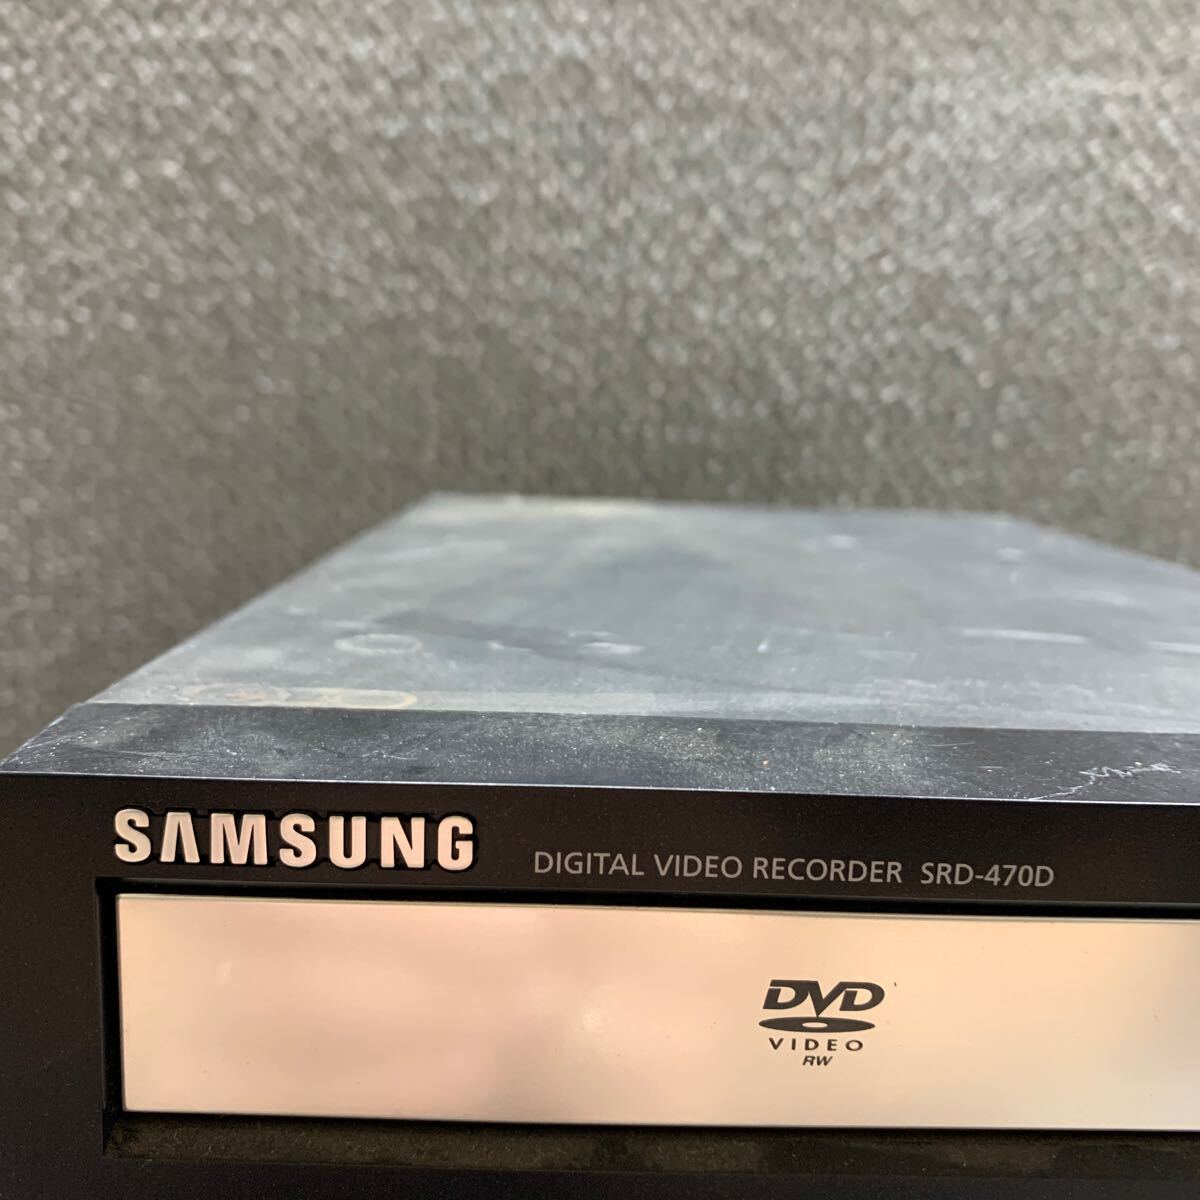 SAMSUNG DIGITAL VIDEO RECORDER SRD-470D
DVD
VIDEO
RW